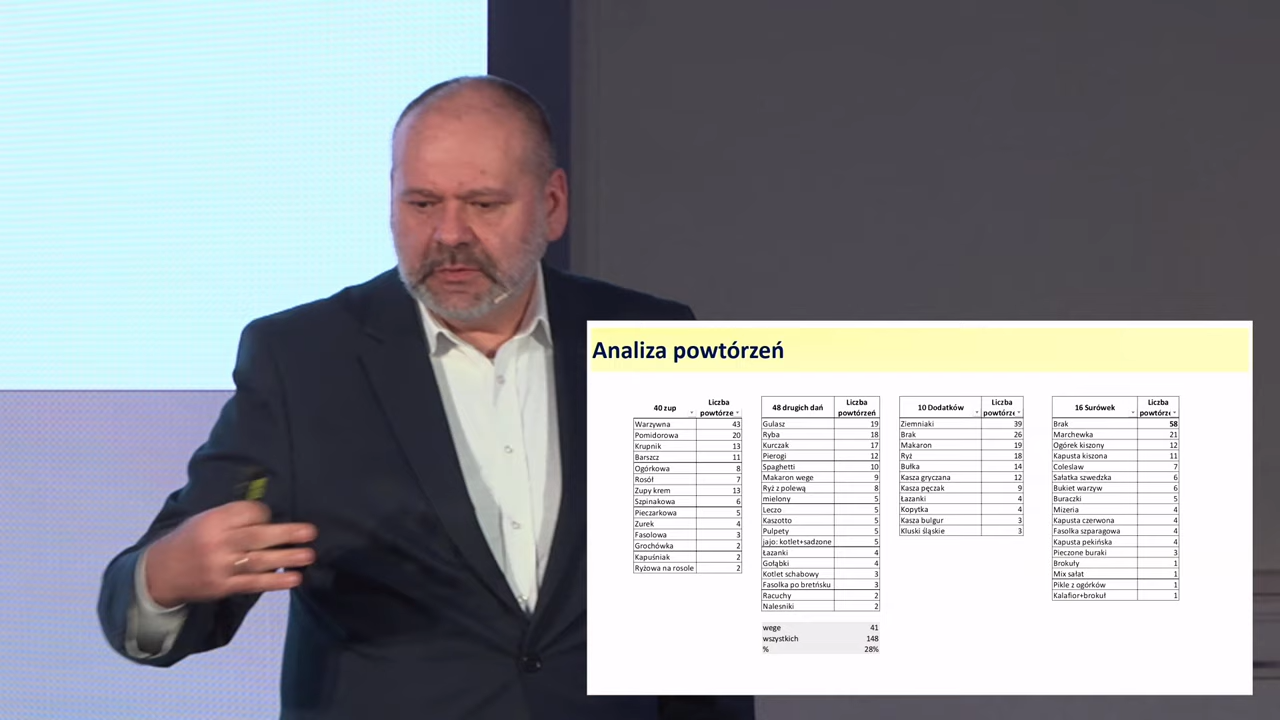 Analiza powtórzeń
40 zup Liczba powtórze
Warzywna 43
Pomidorowa 20
Krupnik 13
Barszcz 11
Ogórkowa 8
Rosół 7
Zupy krem 13
Szpinakowa 6
Pieczarkowa 5
Żurek 4
Fasolowa 3
Grochówka 2
Kapuśniak 2
Ryżowa na rosole 2
48 drugich dań Liczba powtórzeń
Gulasz 19
Ryba 18
Kurczak 17
Pierogi 12
Spaghetti 10
Makaron wege 9
Ryż z polewą 8
mielony 5
Leczo 5
Kaszotto 5
Pulpety 5
jajo: kotlet+sadzone 5
Łazanki 4
Gołąbki 4
Kotlet schabowy 3
Fasolka po bretńsku 3
Racuchy 2
Nalesniki 2
wege 41
wszystkich 148
% 28%
10 Dodatków Liczba powtórz
Ziemniaki 39
Brak 26
Makaron 19
Ryż 18
Bułka 14
Kasza gryczana 12
Kasza pęczak 9
Łazanki 4
Kopytka 4
Kasza bulgur 3
Kluski śląskie 3
16 Surówek Liczba powtórz
Brak 58
Marchewka 21
Ogórek kiszony 12
Kapusta kiszona 11
Coleslaw 7
Sałatka szwedzka 6
Bukiet warzyw 6
Buraczki 5
Mizeria 4
Kapusta czerwona 4
Fasolka szparagowa 4
Kapusta pekińska 4
Pieczone buraki 3
Brokuły 1
Mix sałat 1
Pikle z ogórków 1
Kalafior+brokuł 1